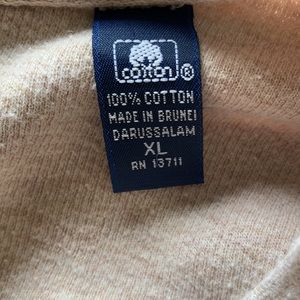 cotton ®
100% COTTON
MADE IN BRUNEI
DARUSSALAM
XL
RN 13711